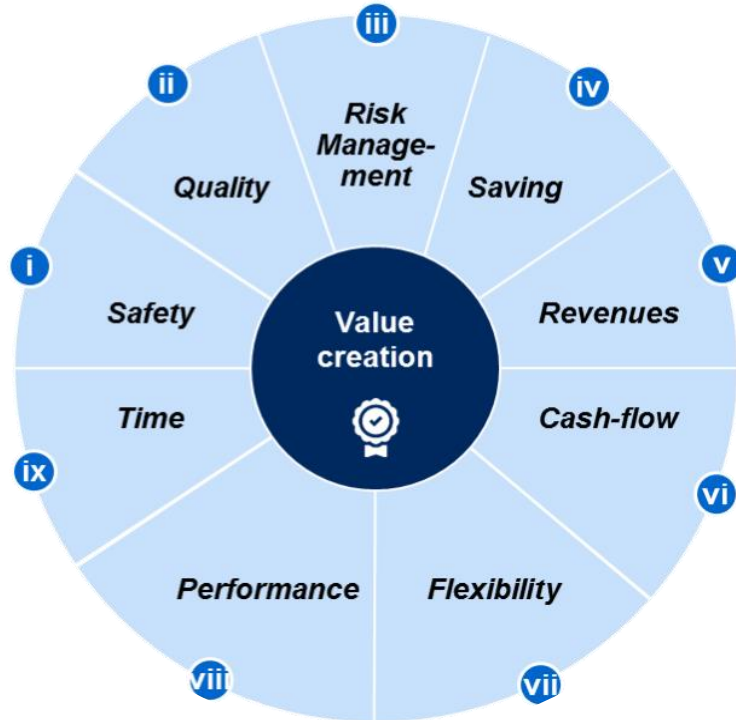 iii
ii
iv
Risk
Manage-
ment
Quality
Saving
i
v
Safety
Value
creation
Revenues
Time
Cash-flow
ix
vi
Performance
Flexibility
viii
vii